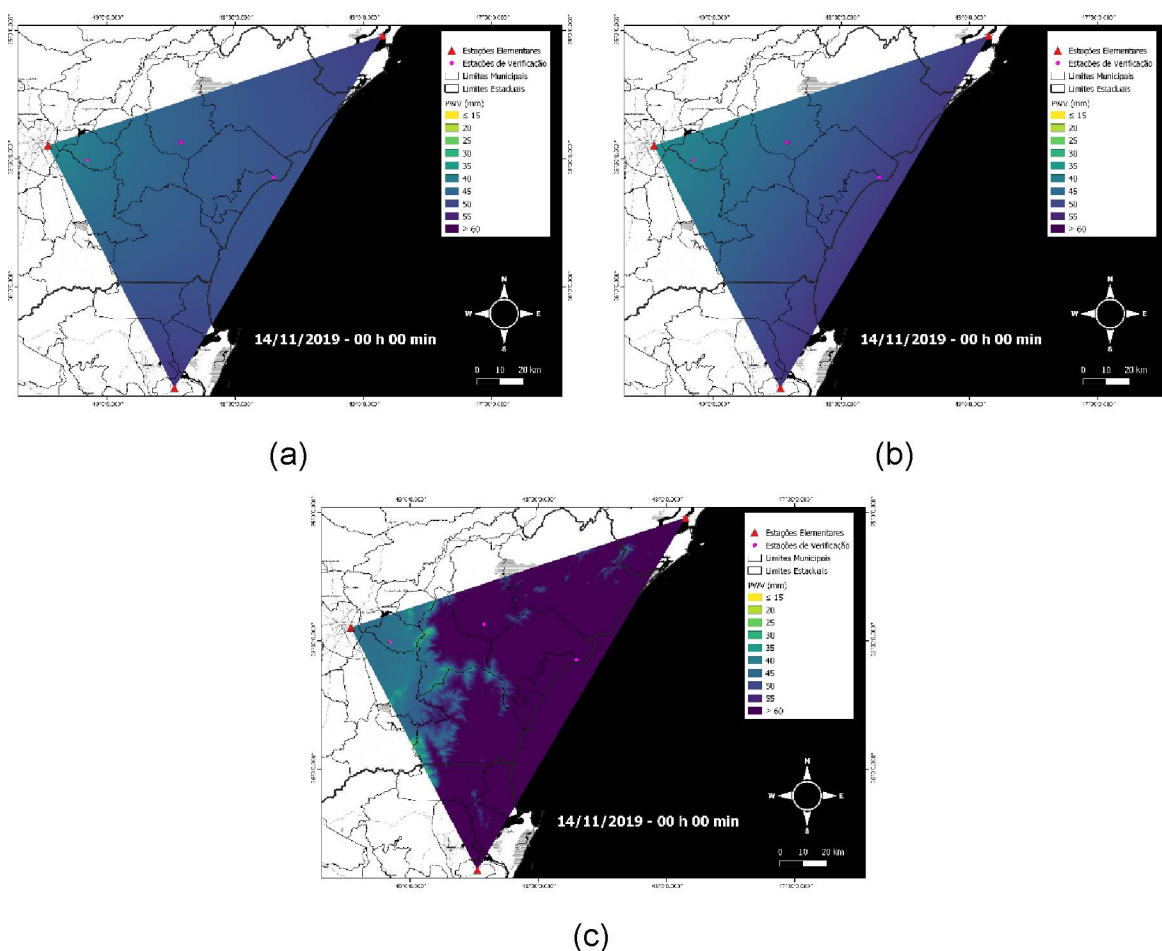 Estações Elementares
Estações de Verificação
Limites Municipais
Limites Estaduais
PWV (mm)
≤ 15
20
25
30
35
40
45
50
55
> 60
N
W E
S
14/11/2019 - 00 h 00 min
0 10 20 km
(a)
Estações Elementares
Estações de Verificação
Limites Municipais
Limites Estaduais
PWV (mm)
≤ 15
20
25
30
35
40
45
50
55
> 60
N
W E
S
14/11/2019 - 00 h 00 min
0 10 20 km
(b)
Estações Elementares
Estações de Verificação
Limites Municipais
Limites Estaduais
PWV (mm)
≤ 15
20
25
30
35
40
45
50
55
> 60
N
W E
S
14/11/2019 - 00 h 00 min
0 10 20 km
(c)